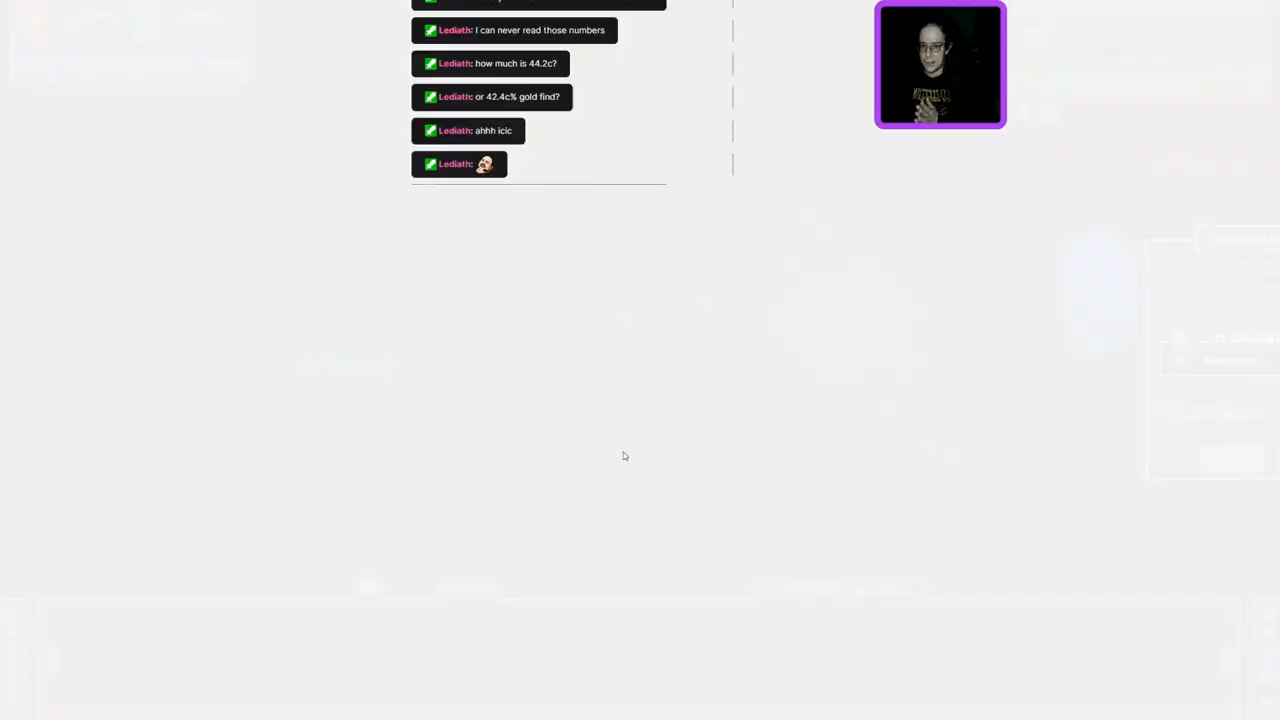 Lediath: I can never read those numbers
Lediath: how much is 44.2c?
Lediath: or 42.4c% gold find?
Lediath: ahhh icic
Lediath: